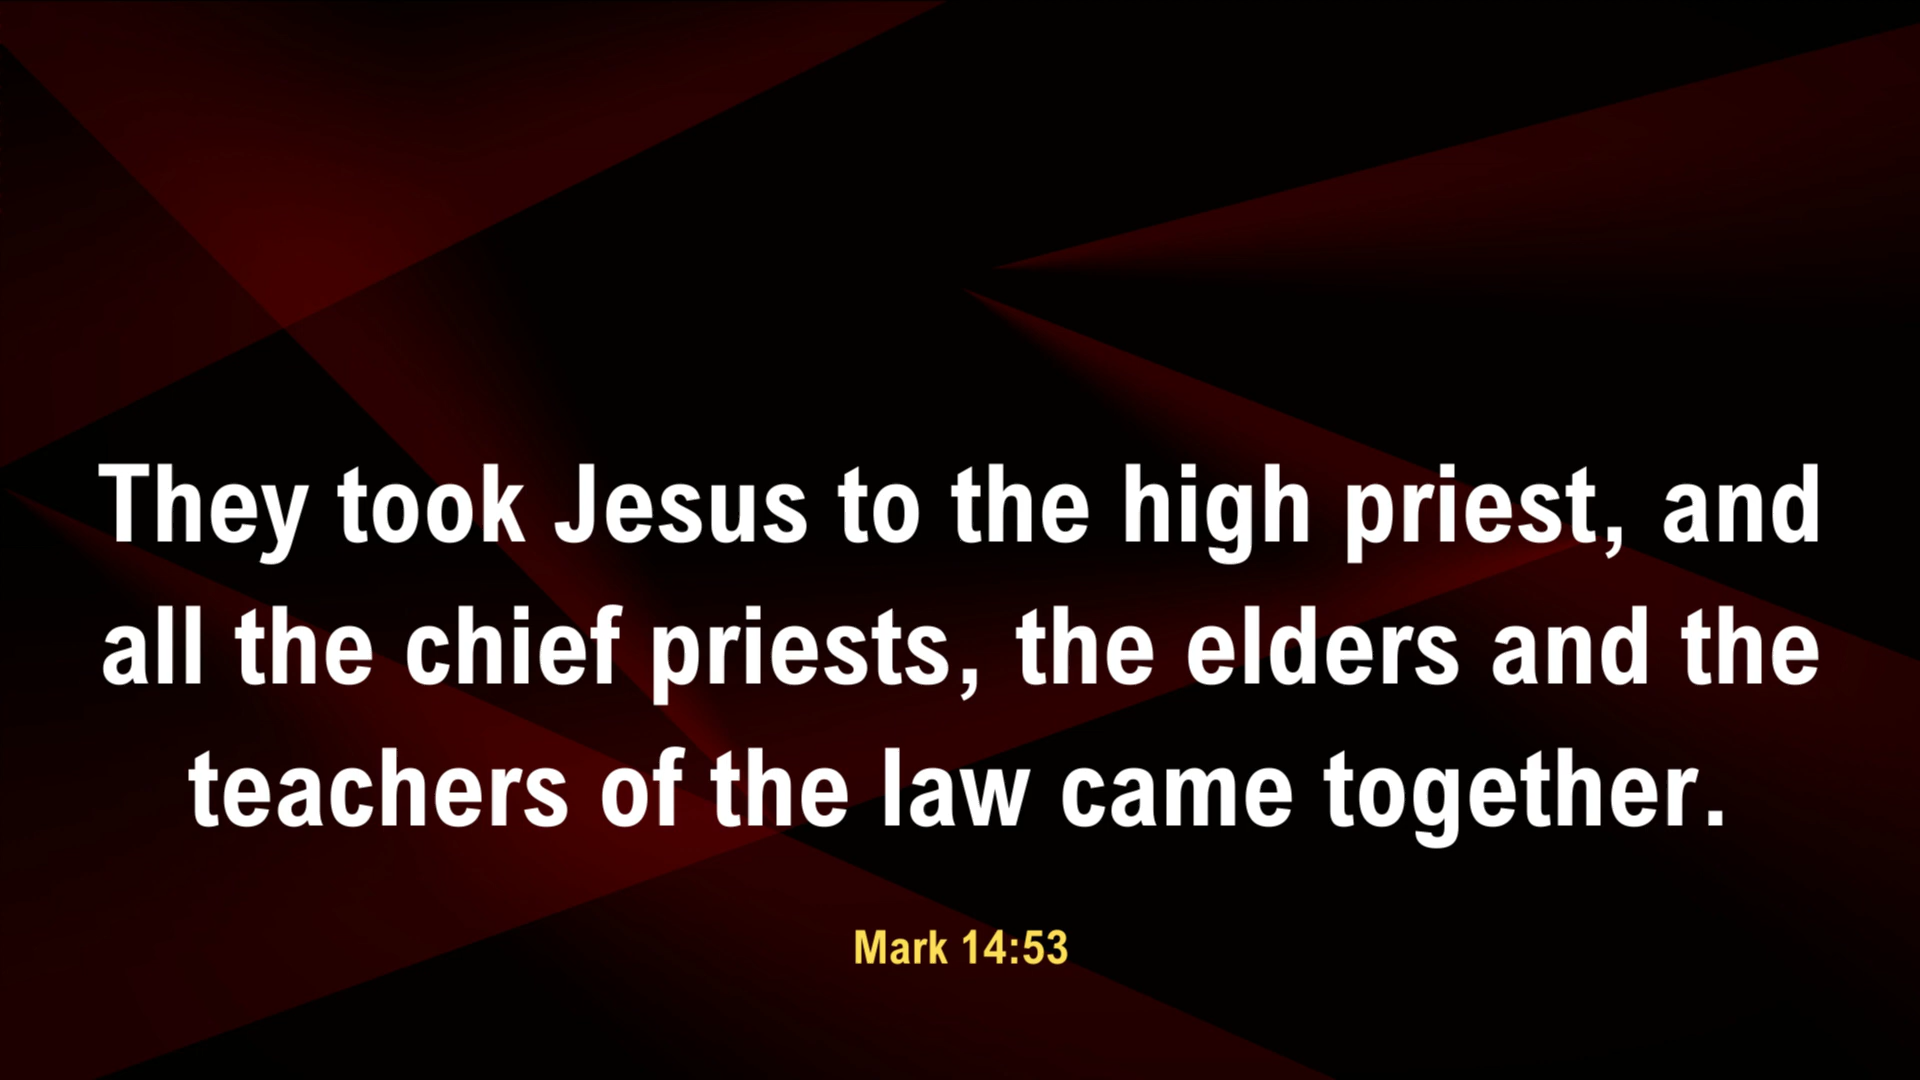 They took Jesus to the high priest, and
all the chief priests, the elders and the
teachers of the law came together.
Mark 14:53